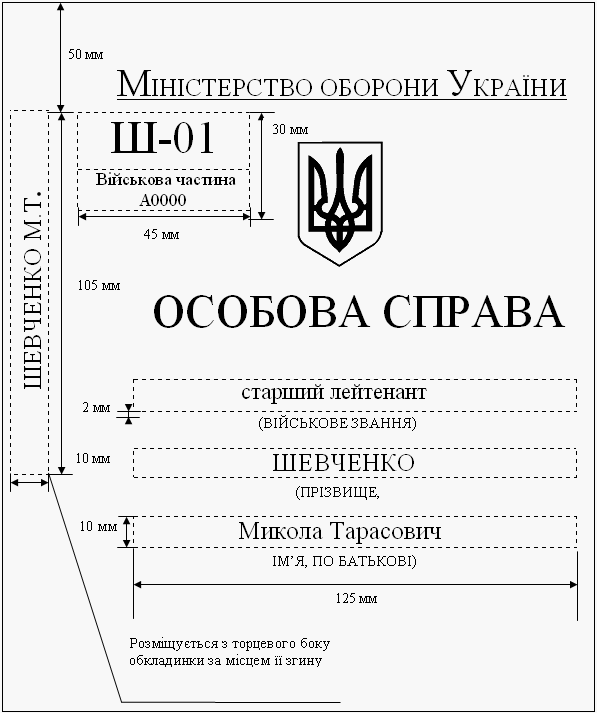 50 мм
Міністерство оборони України
Ш-01
30 мм
Військова частина
А0000
45 мм
ШЕВЧЕНКО М.Т.
105 мм
ОСОБОВА СПРАВА
старший лейтенант
2 мм
(ВІЙСЬКОВЕ ЗВАННЯ)
10 мм
ШЕВЧЕНКО
(ПРІЗВИЩЕ,
10 мм
Микола Тарасович
ІМ’Я, ПО БАТЬКОВІ)
125 мм
Розміщується з торцевого боку
обкладинки за місцем її згину